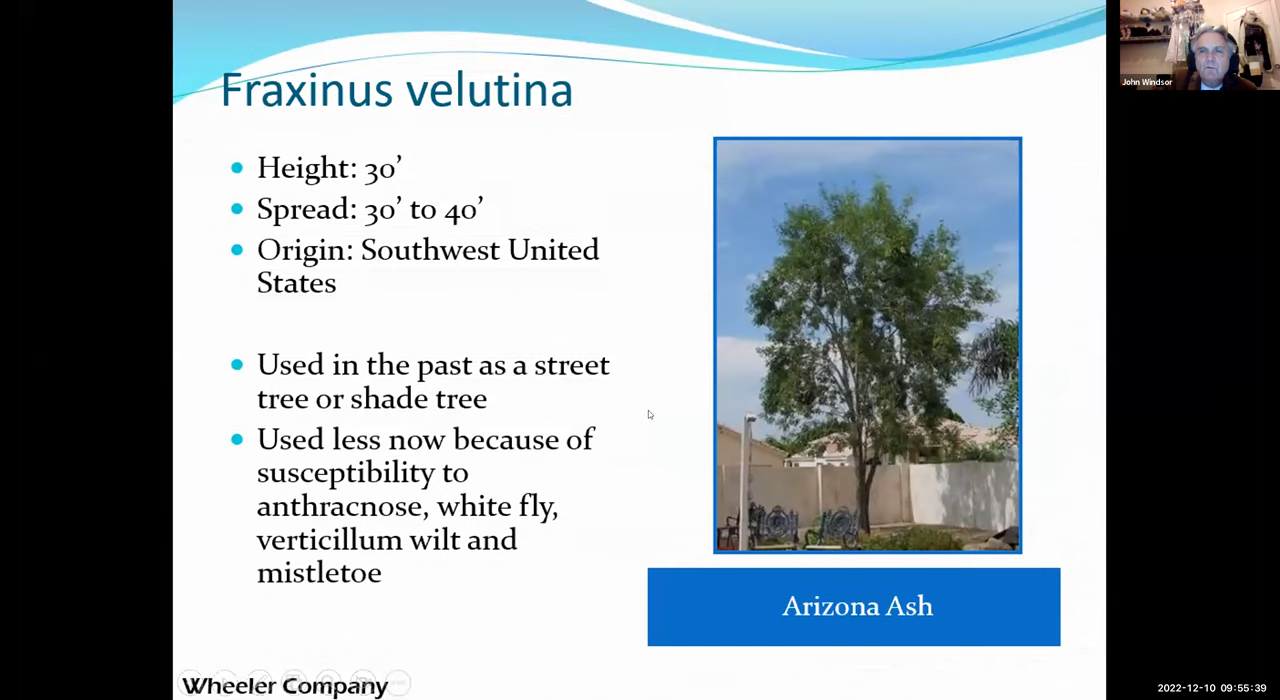 Fraxinus velutina
Height: 30’
Spread: 30’ to 40’
Origin: Southwest United
States
Used in the past as a street
tree or shade tree
Used less now because of
susceptibility to
anthracnose, white fly,
verticillum wilt and
mistletoe
Arizona Ash
Wheeler Company
John Windsor
2022-12-10 09:55:39